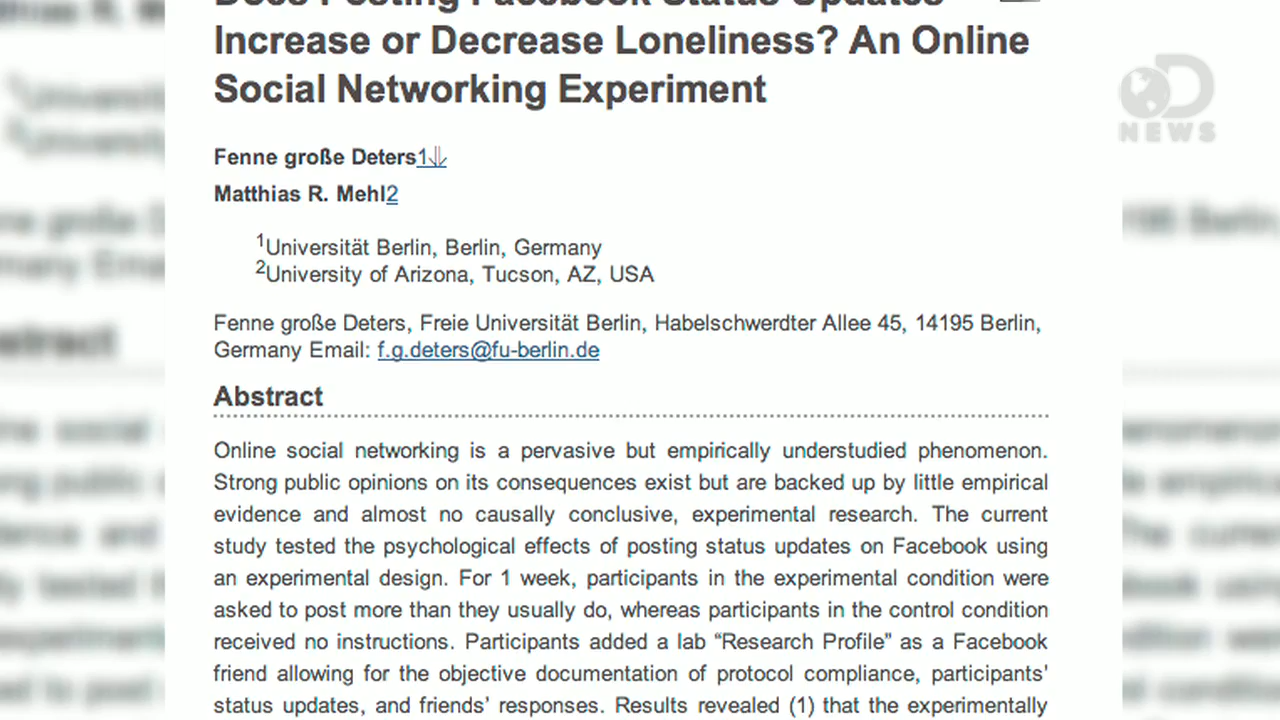 Does Posting Facebook Status Updates
Increase or Decrease Loneliness? An Online
Social Networking Experiment
NEWS
Fenne große Deters1
Matthias R. Mehl2
1Universität Berlin, Berlin, Germany
2University of Arizona, Tucson, AZ, USA
Fenne große Deters, Freie Universität Berlin, Habelschwerdter Allee 45, 14195 Berlin,
Germany Email: f.g.deters@fu-berlin.de
Abstract
Online social networking is a pervasive but empirically understudied phenomenon.
Strong public opinions on its consequences exist but are backed up by little empirical
evidence and almost no causally conclusive, experimental research. The current
study tested the psychological effects of posting status updates on Facebook using
an experimental design. For 1 week, participants in the experimental condition were
asked to post more than they usually do, whereas participants in the control condition
received no instructions. Participants added a lab “Research Profile” as a Facebook
friend allowing for the objective documentation of protocol compliance, participants’
status updates, and friends’ responses. Results revealed (1) that the experimentally